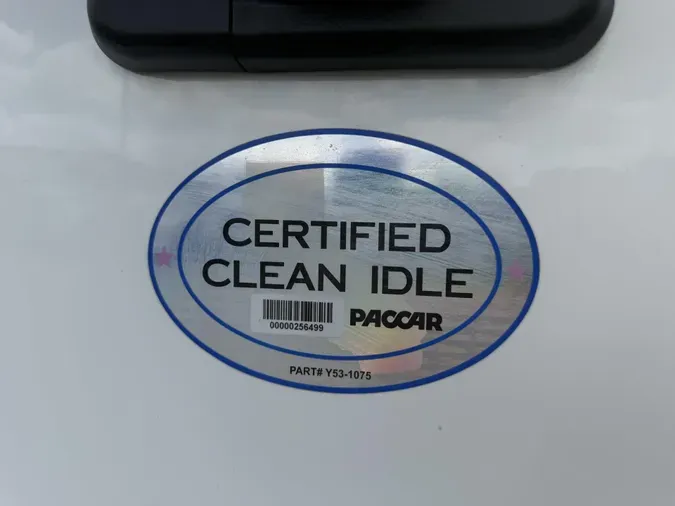 CERTIFIED
CLEAN IDLE
00000256499
PACCAR
PART# Y53-1075